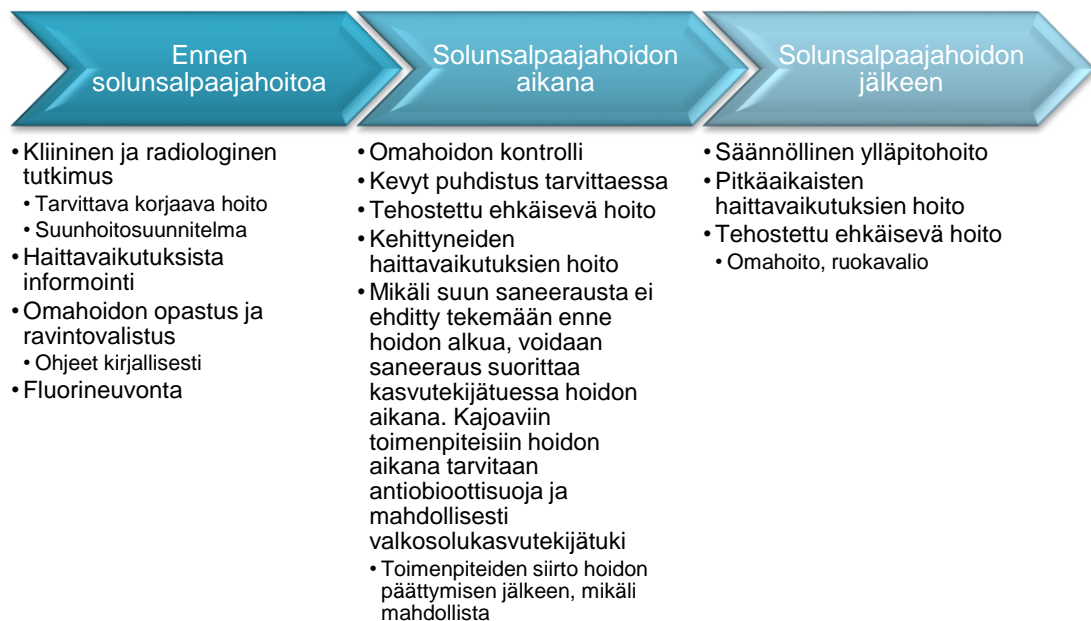 Ennen
solunsalpaajahoitoa
• Kliininen ja radiologinen
tutkimus
• Tarvittava korjaava hoito
• Suunhoitosuunnitelma
• Haittavaikutuksista
informointi
• Omahoidon opastus ja
ravintovalistus
• Ohjeet kirjallisesti
• Fluorineuvonta
Solunsalpaajahoidon
aikana
• Omahoidon kontrolli
• Kevyt puhdistus tarvittaessa
• Tehostettu ehkäisevä hoito
• Kehittyneiden
haittavaikutuksien hoito
• Mikäli suun saneerausta ei
ehditty tekemään enne
hoidon alkua, voidaan
saneeraus suorittaa
kasvutekijätuessa hoidon
aikana. Kajoaviin
toimenpiteisiin hoidon
aikana tarvitaan
antiobioottisuoja ja
mahdollisesti
valkosolukasvutekijätuki
• Toimenpiteiden siirto hoidon
päättymisen jälkeen, mikäli
mahdollista
Solunsalpaajahoidon
jälkeen
• Säännöllinen ylläpitohoito
• Pitkäaikaisten
haittavaikutuksien hoito
• Tehostettu ehkäisevä hoito
• Omahoito, ruokavalio